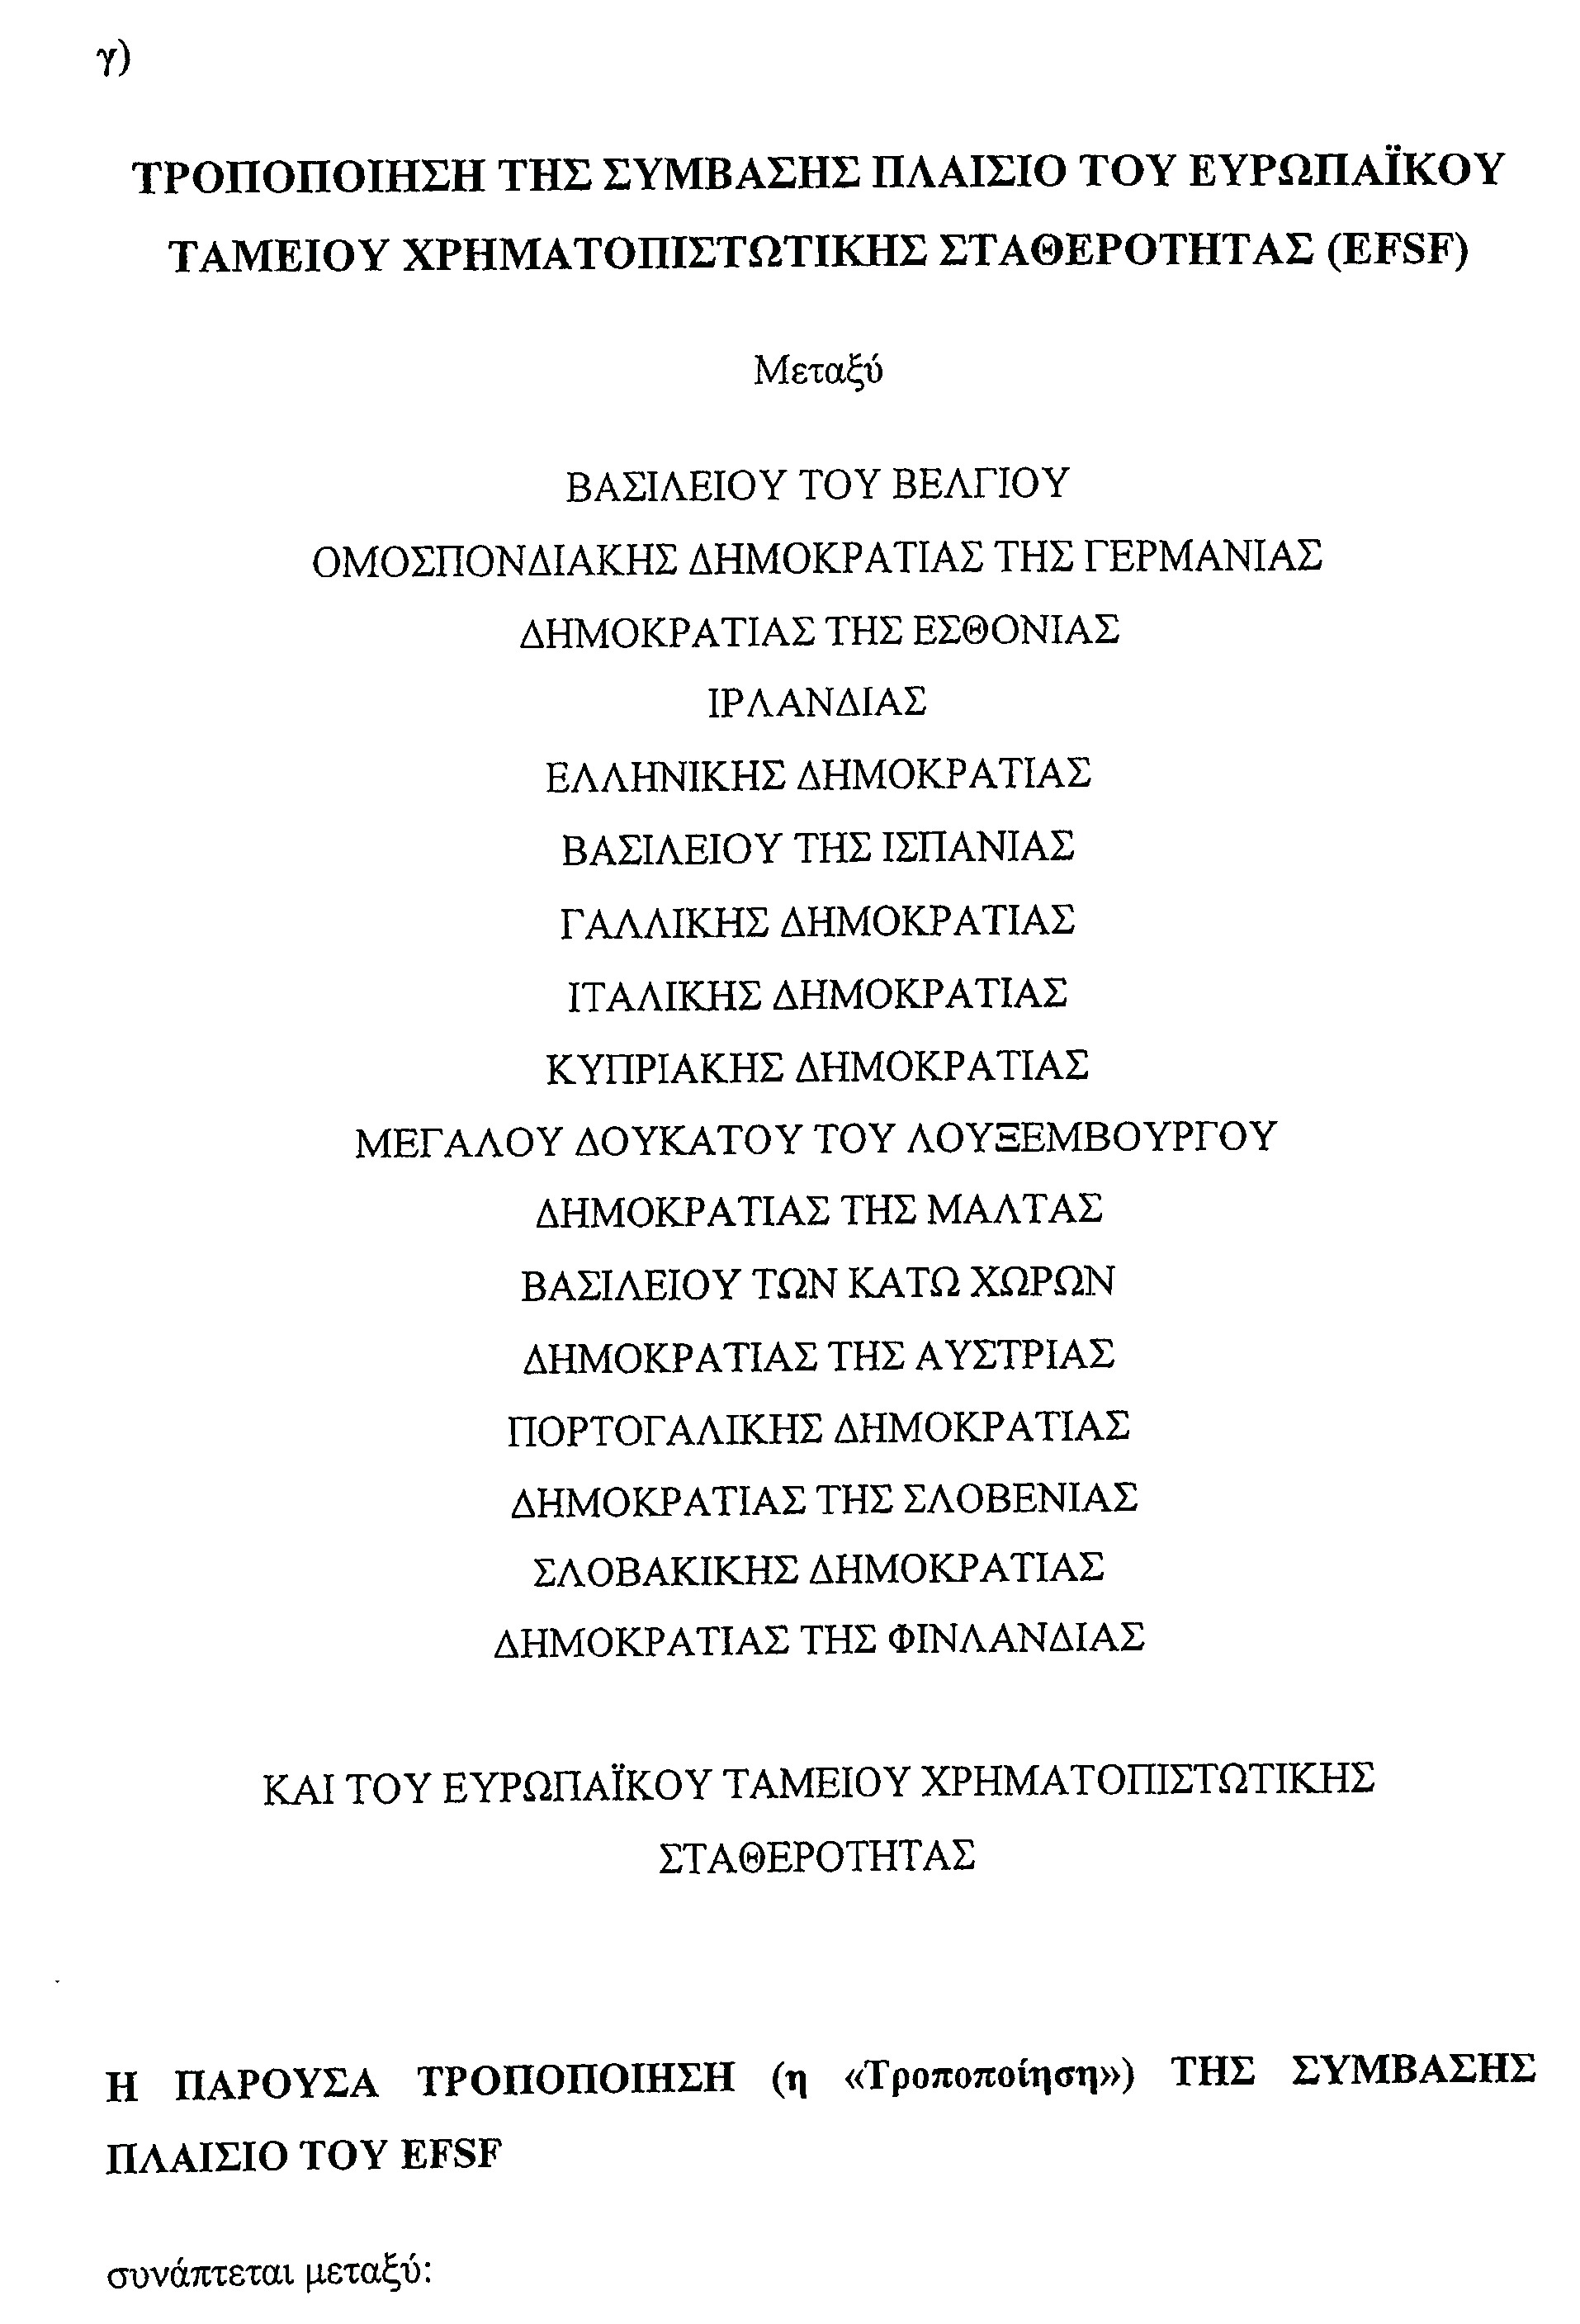 γ)
ΤΡΟΠΟΠΟΙΗΣΗ ΤΗΣ ΣΥΜΒΑΣΗΣ ΠΛΑΙΣΙΟ ΤΟΥ ΕΥΡΩΠΑΪΚΟΥ
ΤΑΜΕΙΟΥ ΧΡΗΜΑΤΟΠΙΣΤΩΤΙΚΗΣ ΣΤΑΘΕΡΟΤΗΤΑΣ (EFSF)
Μεταξύ
ΒΑΣΙΛΕΙΟΥ ΤΟΥ ΒΕΛΓΙΟΥ
ΟΜΟΣΠΟΝΔΙΑΚΗΣ ΔΗΜΟΚΡΑΤΙΑΣ ΤΗΣ ΓΕΡΜΑΝΙΑΣ
ΔΗΜΟΚΡΑΤΙΑΣ ΤΗΣ ΕΣΘΟΝΙΑΣ
ΙΡΛΑΝΔΙΑΣ
ΕΛΛΗΝΙΚΗΣ ΔΗΜΟΚΡΑΤΙΑΣ
ΒΑΣΙΛΕΙΟΥ ΤΗΣ ΙΣΠΑΝΙΑΣ
ΓΑΛΛΙΚΗΣ ΔΗΜΟΚΡΑΤΙΑΣ
ΙΤΑΛΙΚΗΣ ΔΗΜΟΚΡΑΤΙΑΣ
ΚΥΠΡΙΑΚΗΣ ΔΗΜΟΚΡΑΤΙΑΣ
ΜΕΓΑΛΟΥ ΔΟΥΚΑΤΟΥ ΤΟΥ ΛΟΥΞΕΜΒΟΥΡΓΟΥ
ΔΗΜΟΚΡΑΤΙΑΣ ΤΗΣ ΜΑΛΤΑΣ
ΒΑΣΙΛΕΙΟΥ ΤΩΝ ΚΑΤΩ ΧΩΡΩΝ
ΔΗΜΟΚΡΑΤΙΑΣ ΤΗΣ ΑΥΣΤΡΙΑΣ
ΠΟΡΤΟΓΑΛΙΚΗΣ ΔΗΜΟΚΡΑΤΙΑΣ
ΔΗΜΟΚΡΑΤΙΑΣ ΤΗΣ ΣΛΟΒΕΝΙΑΣ
ΣΛΟΒΑΚΙΚΗΣ ΔΗΜΟΚΡΑΤΙΑΣ
ΔΗΜΟΚΡΑΤΙΑΣ ΤΗΣ ΦΙΝΛΑΝΔΙΑΣ
ΚΑΙ ΤΟΥ ΕΥΡΩΠΑΪΚΟΥ ΤΑΜΕΙΟΥ ΧΡΗΜΑΤΟΠΙΣΤΩΤΙΚΗΣ
ΣΤΑΘΕΡΟΤΗΤΑΣ
Η ΠΑΡΟΥΣΑ ΤΡΟΠΟΠΟΙΗΣΗ (η «Τροποποίηση») ΤΗΣ ΣΥΜΒΑΣΗΣ
ΠΛΑΙΣΙΟ ΤΟΥ EFSF
συνάπτεται μεταξύ: